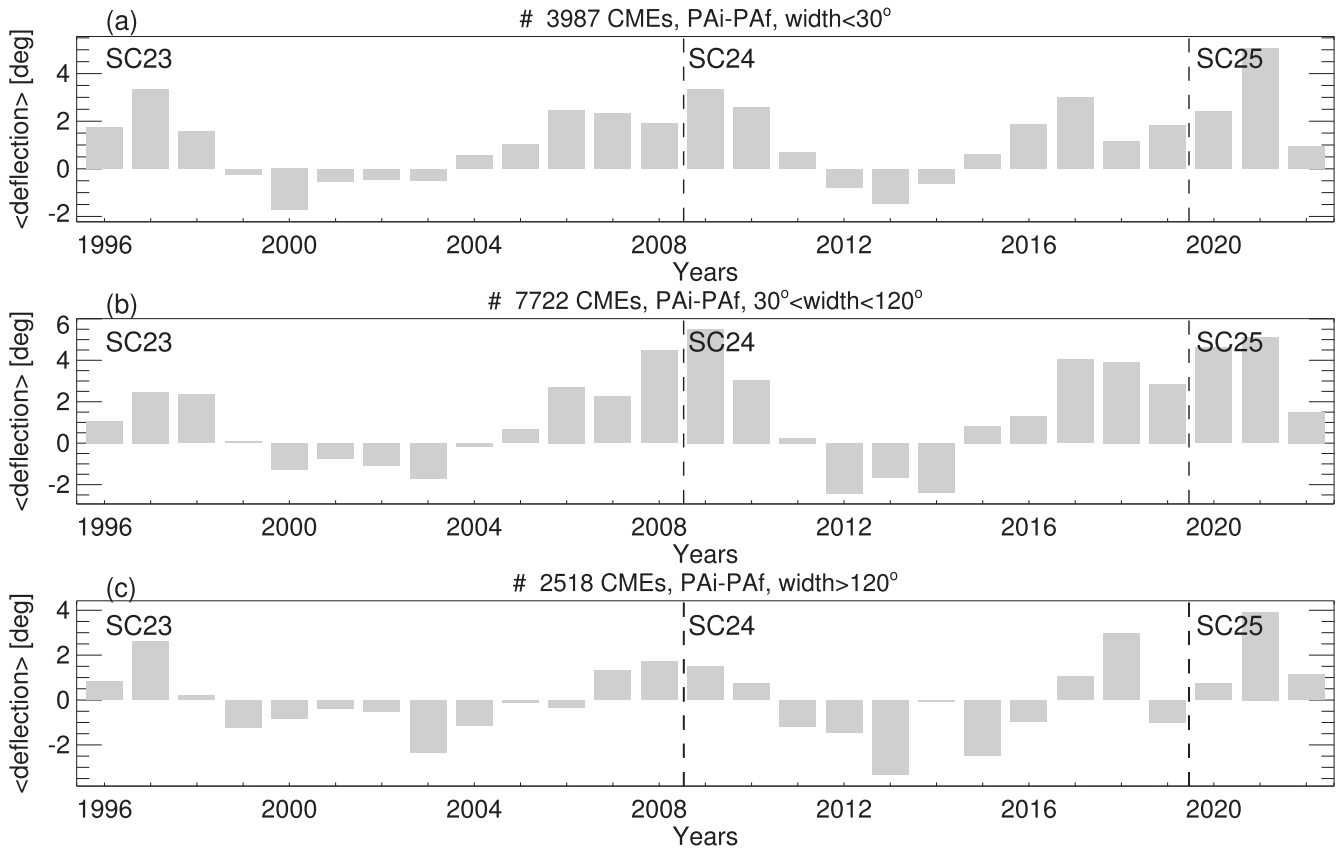 (a)
# 3987 CMEs, PAi-PAf, width<30°
<deflection> [deg]
4
2
0
-2
SC23
SC24
SC25
1996 2000 2004 2008 2012 2016 2020
Years
(b)
# 7722 CMEs, PAi-PAf, 30°<width<120°
<deflection> [deg]
6
4
2
0
-2
SC23
SC24
SC25
1996 2000 2004 2008 2012 2016 2020
Years
(c)
# 2518 CMEs, PAi-PAf, width>120°
<deflection> [deg]
4
2
0
-2
SC23
SC24
SC25
1996 2000 2004 2008 2012 2016 2020
Years